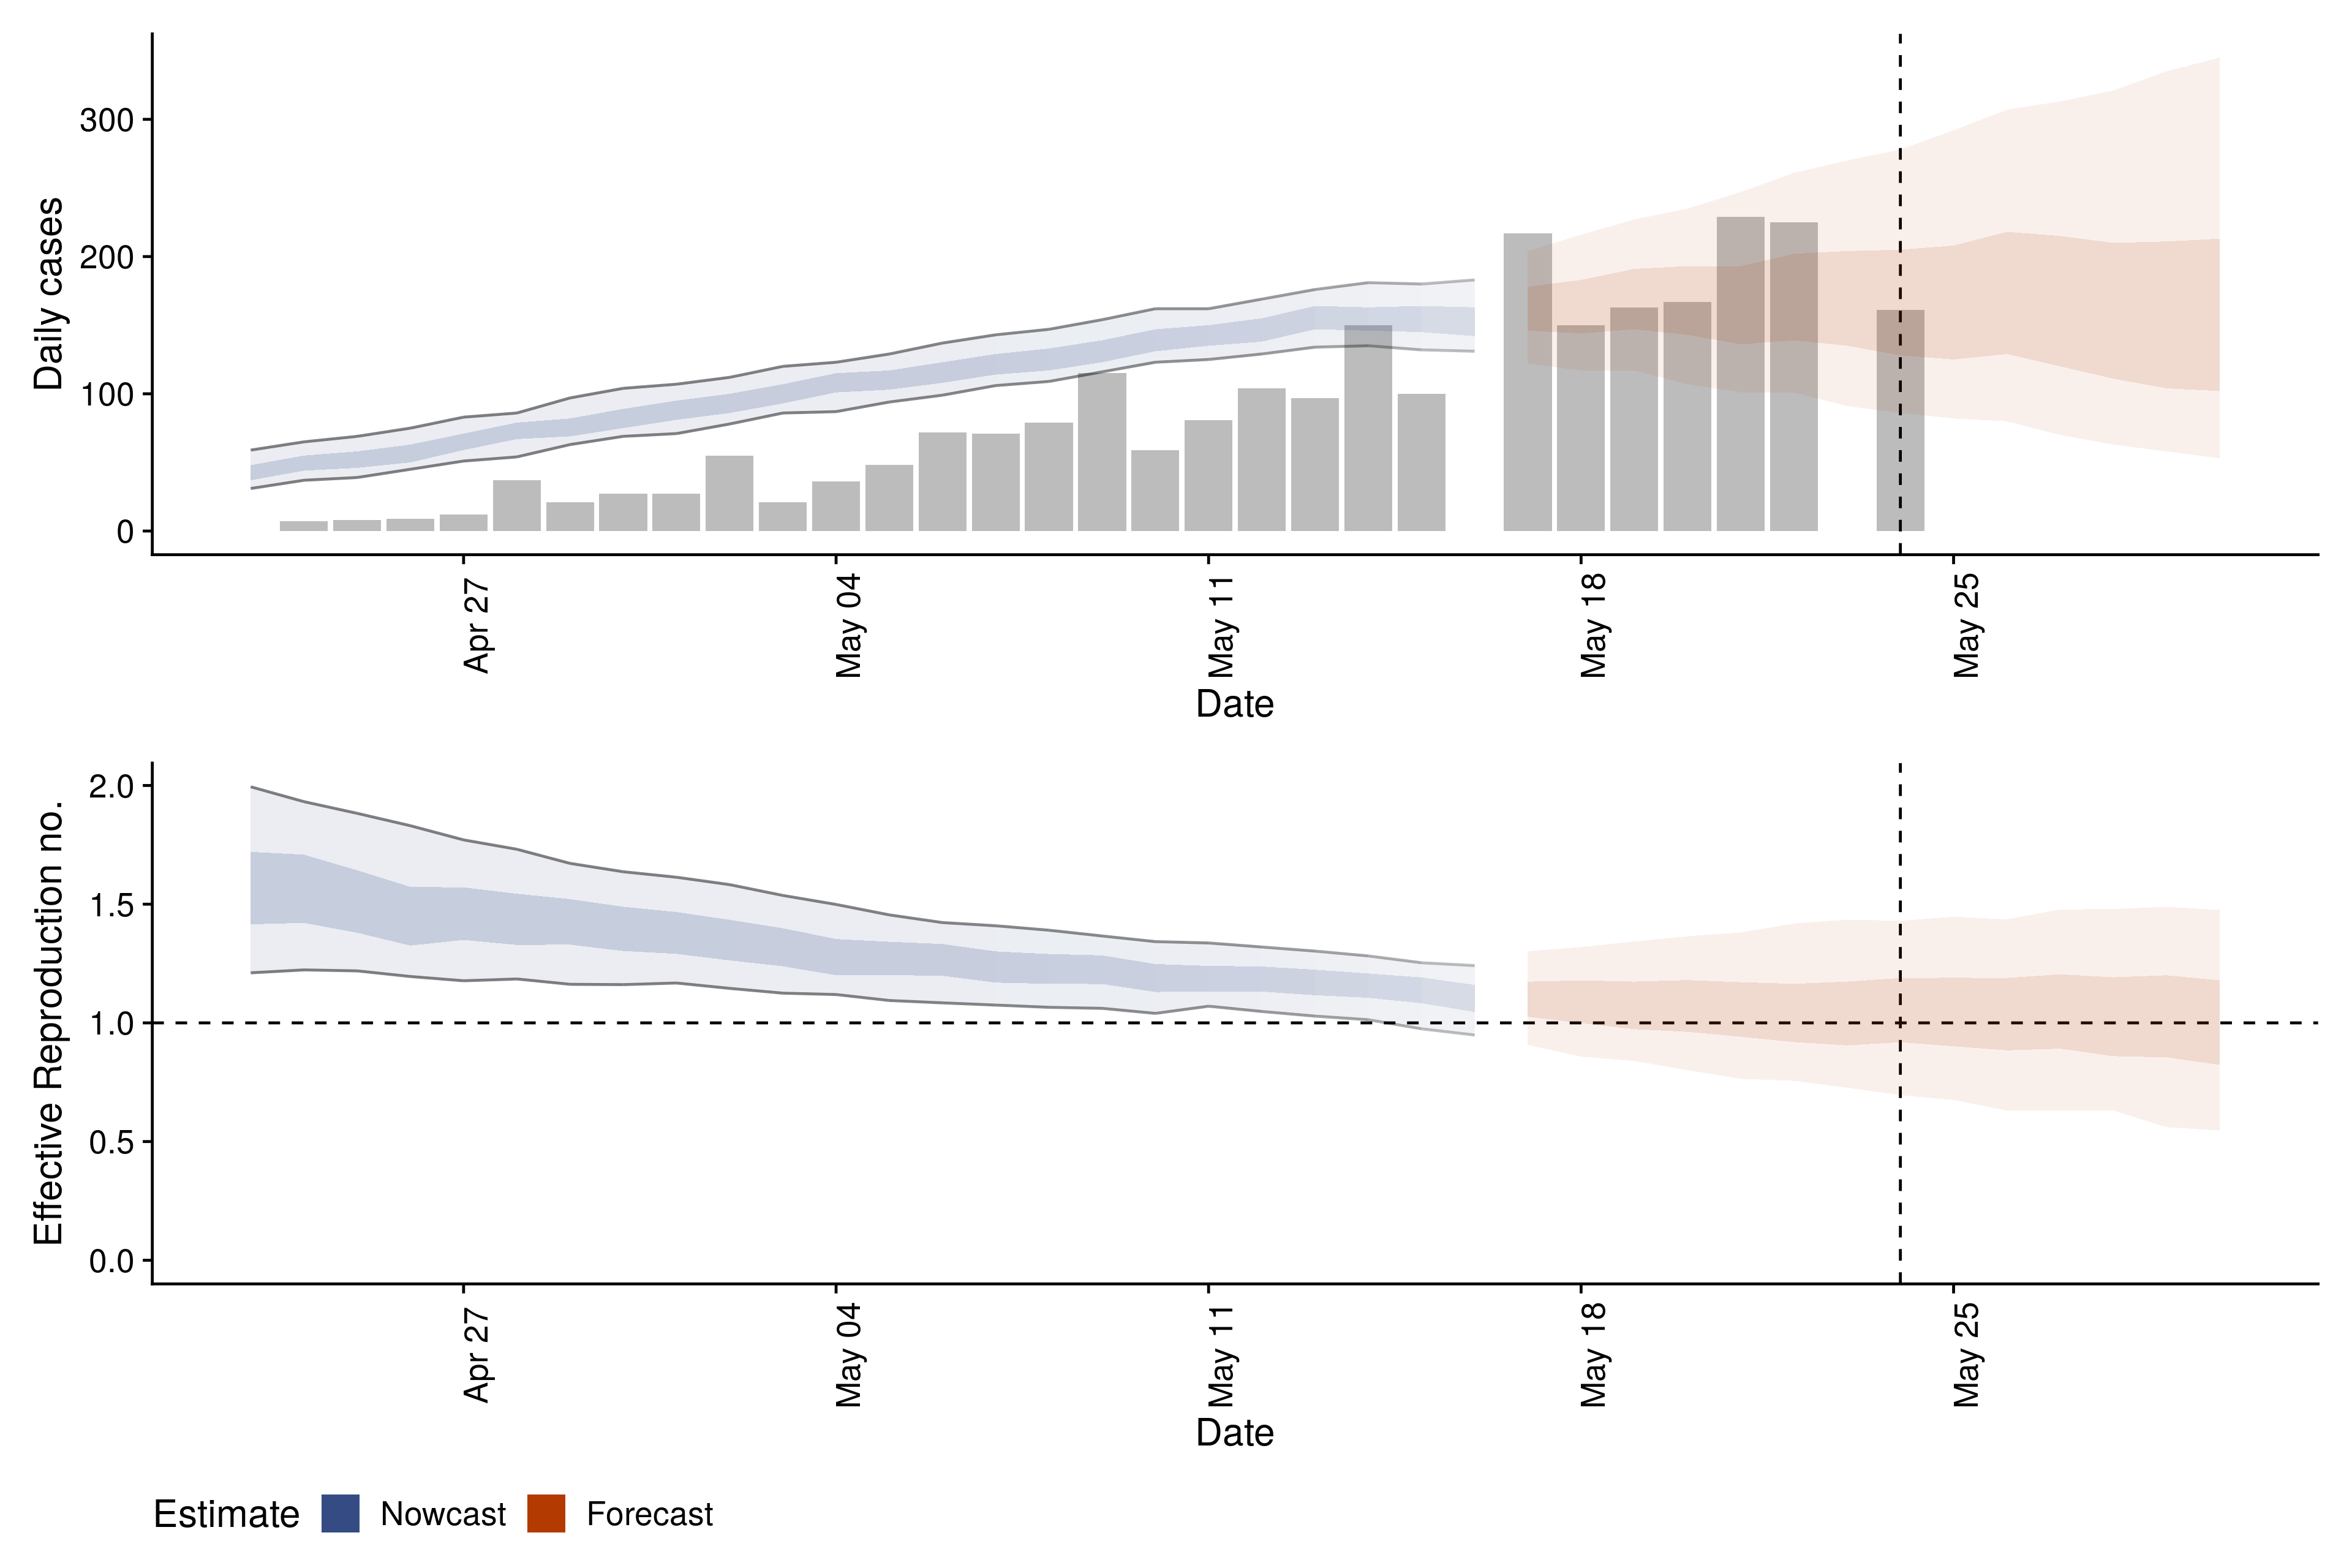 Daily cases
300
200
100
0
Apr 27
May 04
May 11
May 18
May 25
Date
Effective Reproduction no.
2.0
1.5
1.0
0.5
0.0
Apr 27
May 04
May 11
May 18
May 25
Date
Estimate Nowcast Forecast